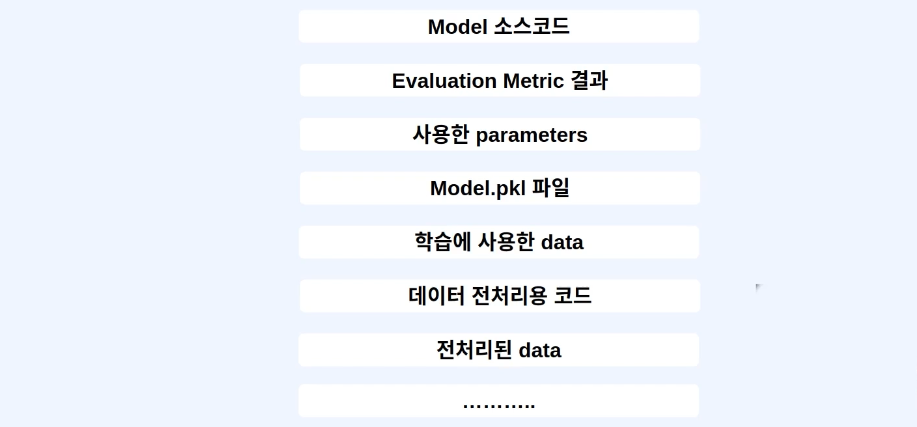 Model 소스코드
Evaluation Metric 결과
사용한 parameters
Model.pkl 파일
학습에 사용한 data
데이터 전처리용 코드
전처리된 data
………..